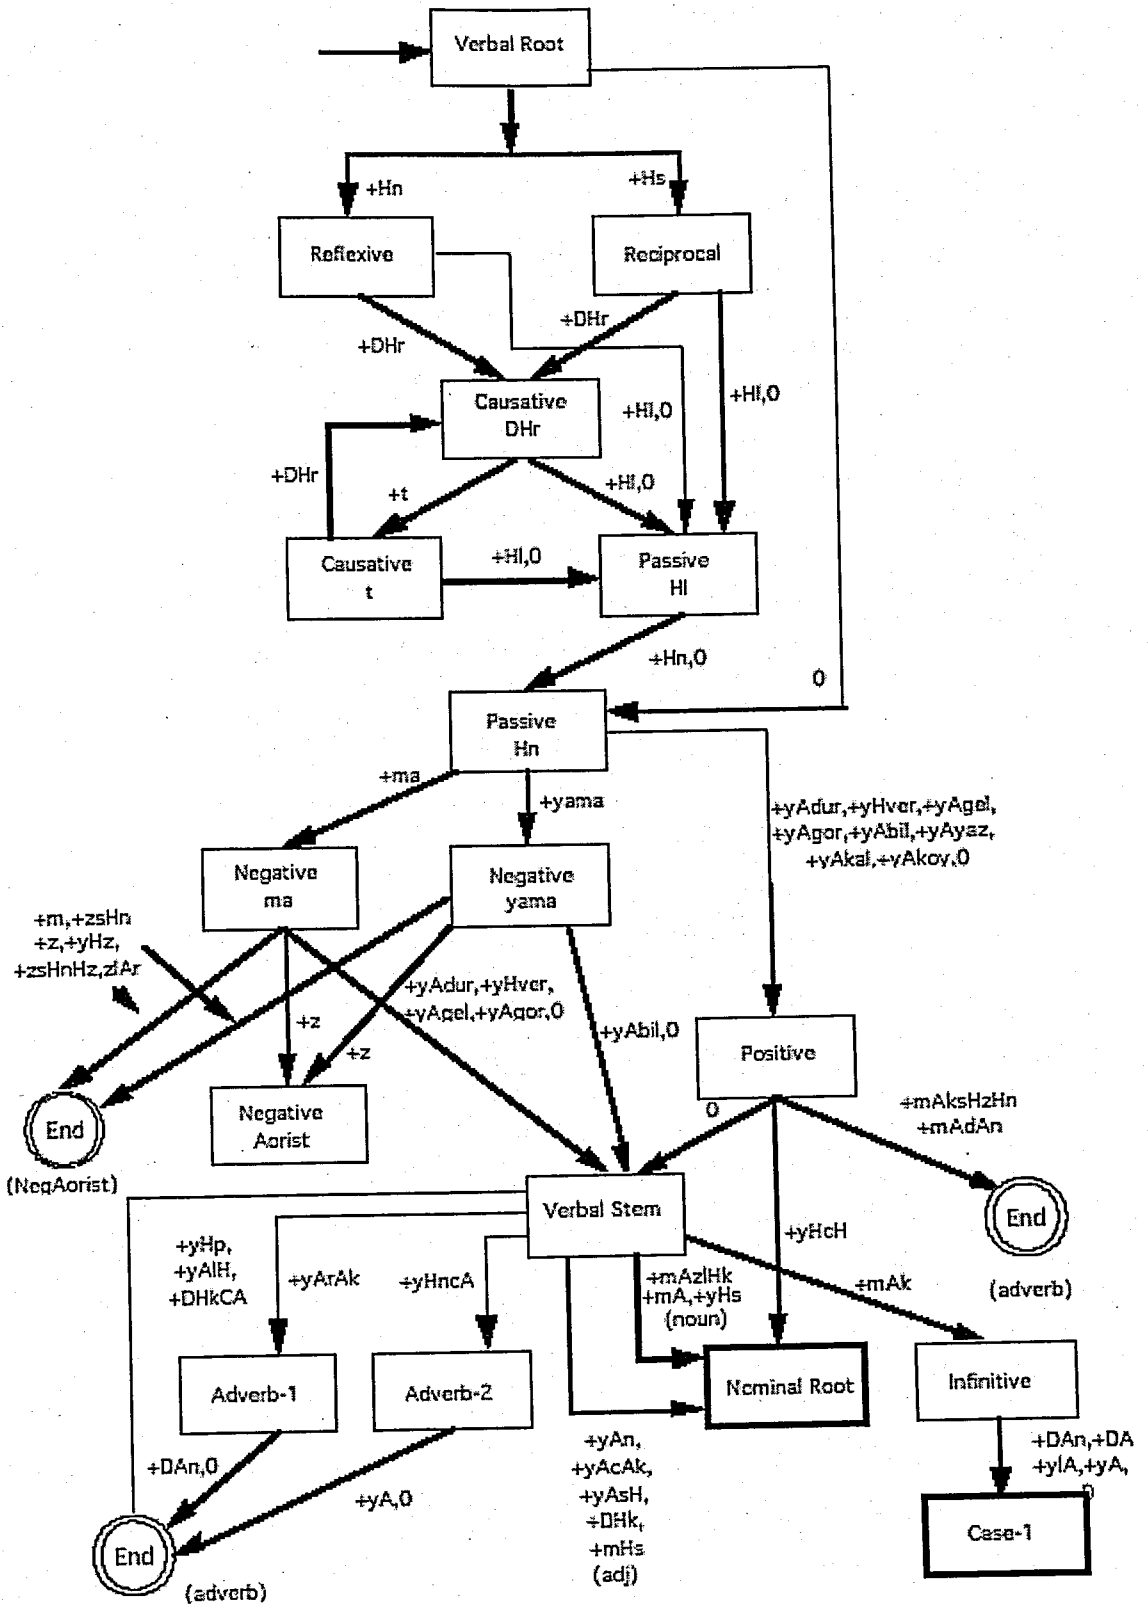 Verbal Root
+Hn
+Hs
Reflexive
Reciprocal
+DHr
+DHr
Causative
DHr
+Hl,0
+Hl,0
+DHr
+t
+Hl,0
Causative
t
+Hl,0
Passive
Hl
+Hn,0
0
Passive
Hn
+ma
+yama
+yAdur,+yHver,+yAgel,
+yAgor,+yAbil,+yAyaz,
+yAkal,+yAkoy,0
Negative
ma
Negative
yama
+m,+zsHn
+z,+yHz,
+zsHnHz,zlAr
+yAdur,+yHver,
+yAgel,+yAgor,0
+z
+z
+yAbil,0
Positive
0
+mAksHzHn
+mAdAn
End
(NegAorist)
Negative
Aorist
Verbal Stem
+yHcH
End
(adverb)
+yHp,
+yAlH,
+DHkCA
+yArAk
+yHncA
+mAzlHk
+mA,+yHs
(noun)
+mAk
Adverb-1
Adverb-2
Nominal Root
Infinitive
+DAn,0
+yA,0
+yAn,
+yAcAk,
+yAsH,
+DHk,
+mHs
(adj)
+DAn,+DA
+ylA,+yA,
0
Case-1
End
(adverb)